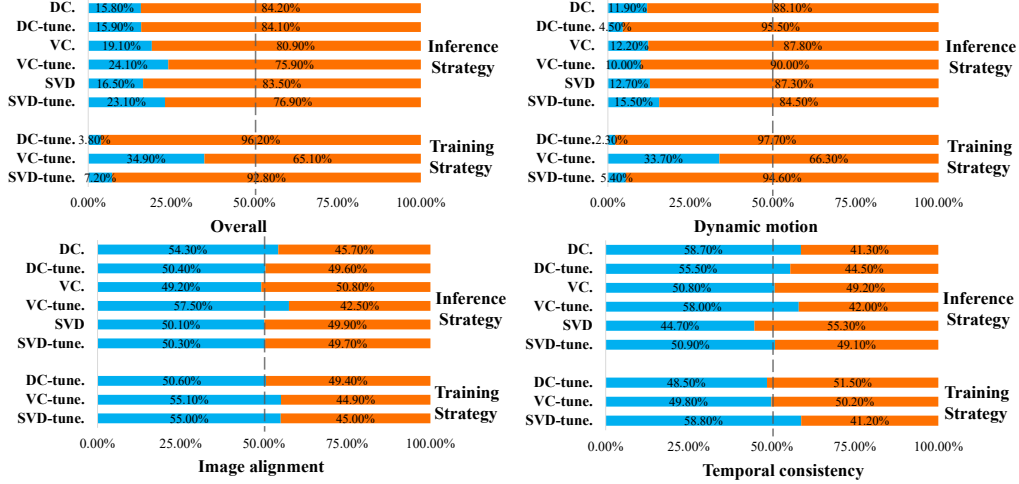 DC. 15.80% 84.20%
DC-tune. 15.90% 84.10%
VC. 19.10% 80.90%
VC-tune. 24.10% 75.90%
SVD 16.50% 83.50%
SVD-tune. 23.10% 76.90%
Inference
Strategy
DC-tune. 3.80% 96.20%
VC-tune. 34.90% 65.10%
SVD-tune. 7.20% 92.80%
Training
Strategy
0.00% 25.00% 50.00% 75.00% 100.00%
Overall
DC. 11.90% 88.10%
DC-tune. 4.50% 95.50%
VC. 12.20% 87.80%
VC-tune. 10.00% 90.00%
SVD 12.70% 87.30%
SVD-tune. 15.50% 84.50%
Inference
Strategy
DC-tune. 2.30% 97.70%
VC-tune. 33.70% 66.30%
SVD-tune. 5.40% 94.60%
Training
Strategy
0.00% 25.00% 50.00% 75.00% 100.00%
Dynamic motion
DC. 54.30% 45.70%
DC-tune. 50.40% 49.60%
VC. 49.20% 50.80%
VC-tune. 57.50% 42.50%
SVD 50.10% 49.90%
SVD-tune. 50.30% 49.70%
Inference
Strategy
DC-tune. 50.60% 49.40%
VC-tune. 55.10% 44.90%
SVD-tune. 55.00% 45.00%
Training
Strategy
0.00% 25.00% 50.00% 75.00% 100.00%
Image alignment
DC. 58.70% 41.30%
DC-tune. 55.50% 44.50%
VC. 50.80% 49.20%
VC-tune. 58.00% 42.00%
SVD 44.70% 55.30%
SVD-tune. 50.90% 49.10%
Inference
Strategy
DC-tune. 48.50% 51.50%
VC-tune. 49.80% 50.20%
SVD-tune. 58.80% 41.20%
Training
Strategy
0.00% 25.00% 50.00% 75.00% 100.00%
Temporal consistency